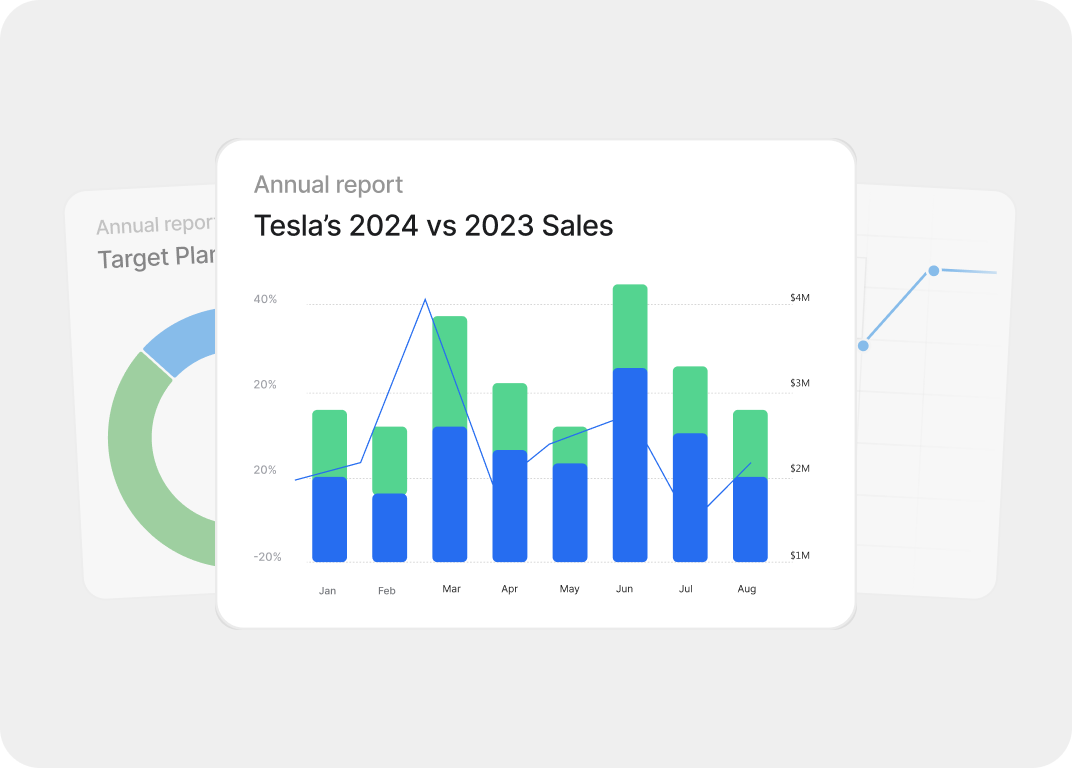 Annual report
Target Plan
Annual report
Tesla’s 2024 vs 2023 Sales
40%
20%
20%
-20%
$4M
$3M
$2M
$1M
Jan Feb Mar Apr May Jun Jul Aug